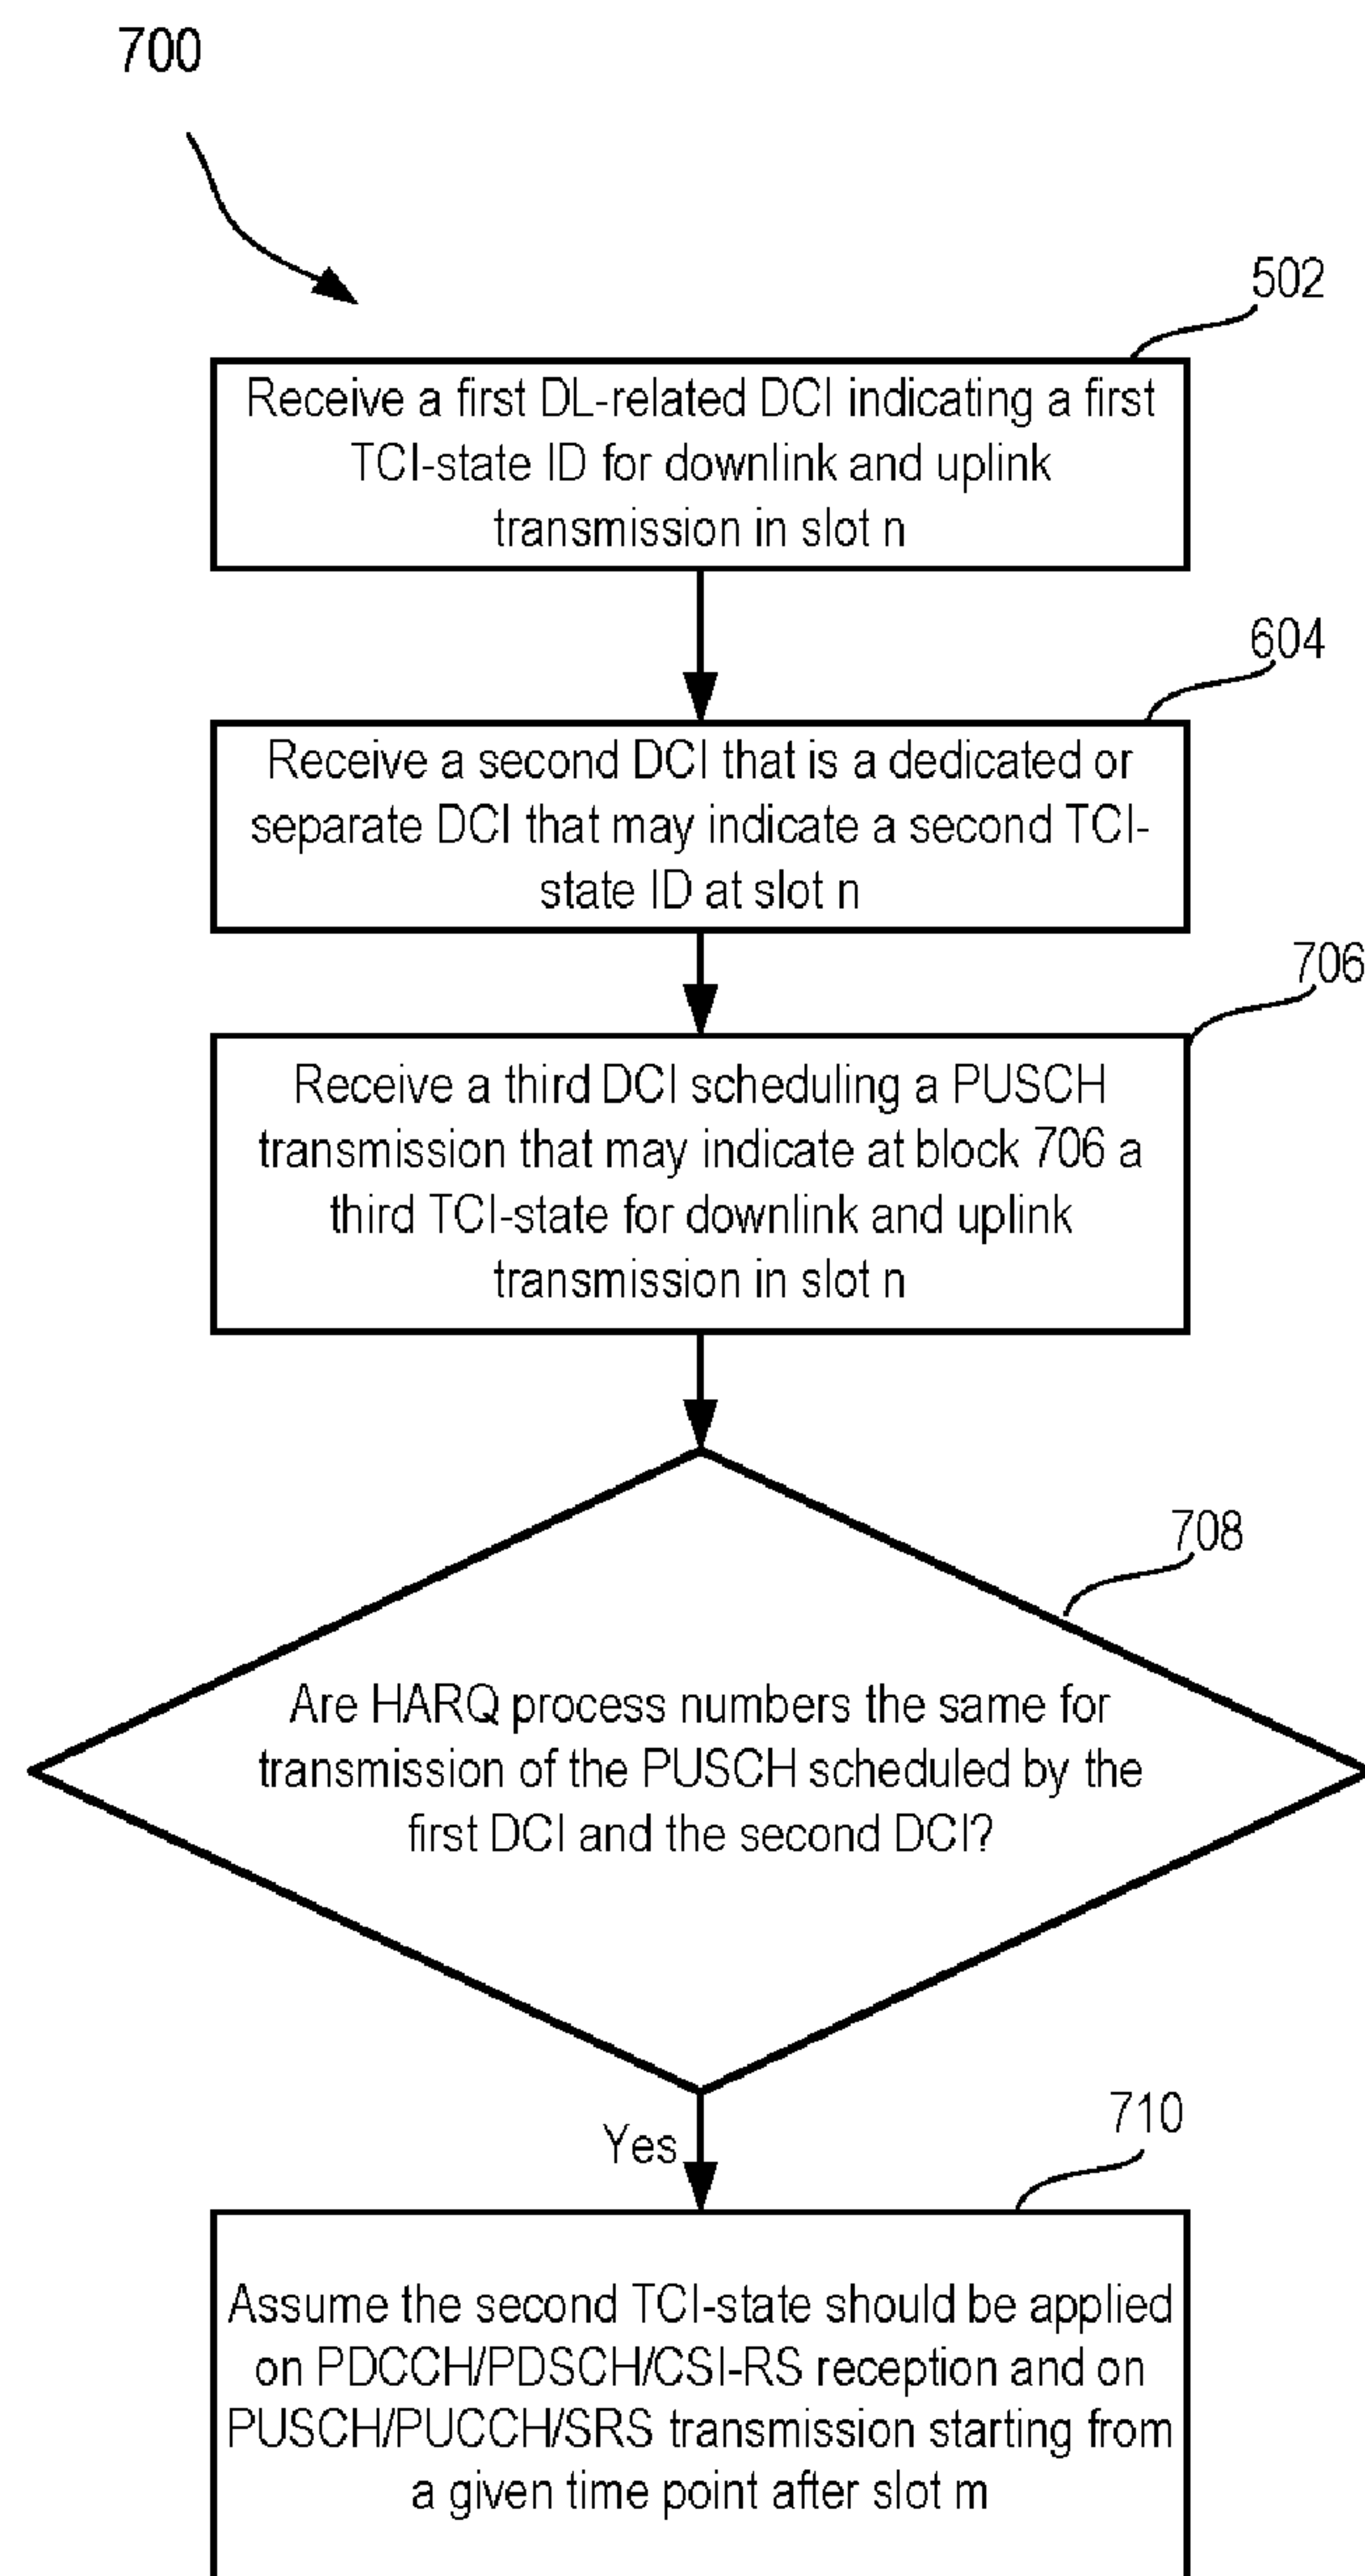 700
502
Receive a first DL-related DCI indicating a first
TCI-state ID for downlink and uplink
transmission in slot n
604
Receive a second DCI that is a dedicated or
separate DCI that may indicate a second TCI-
state ID at slot n
706
Receive a third DCI scheduling a PUSCH
transmission that may indicate at block 706 a
third TCI-state for downlink and uplink
transmission in slot n
708
Are HARQ process numbers the same for
transmission of the PUSCH scheduled by the
first DCI and the second DCI?
Yes
710
Assume the second TCI-state should be applied
on PDCCH/PDSCH/CSI-RS reception and on
PUSCH/PUCCH/SRS transmission starting from
a given time point after slot m